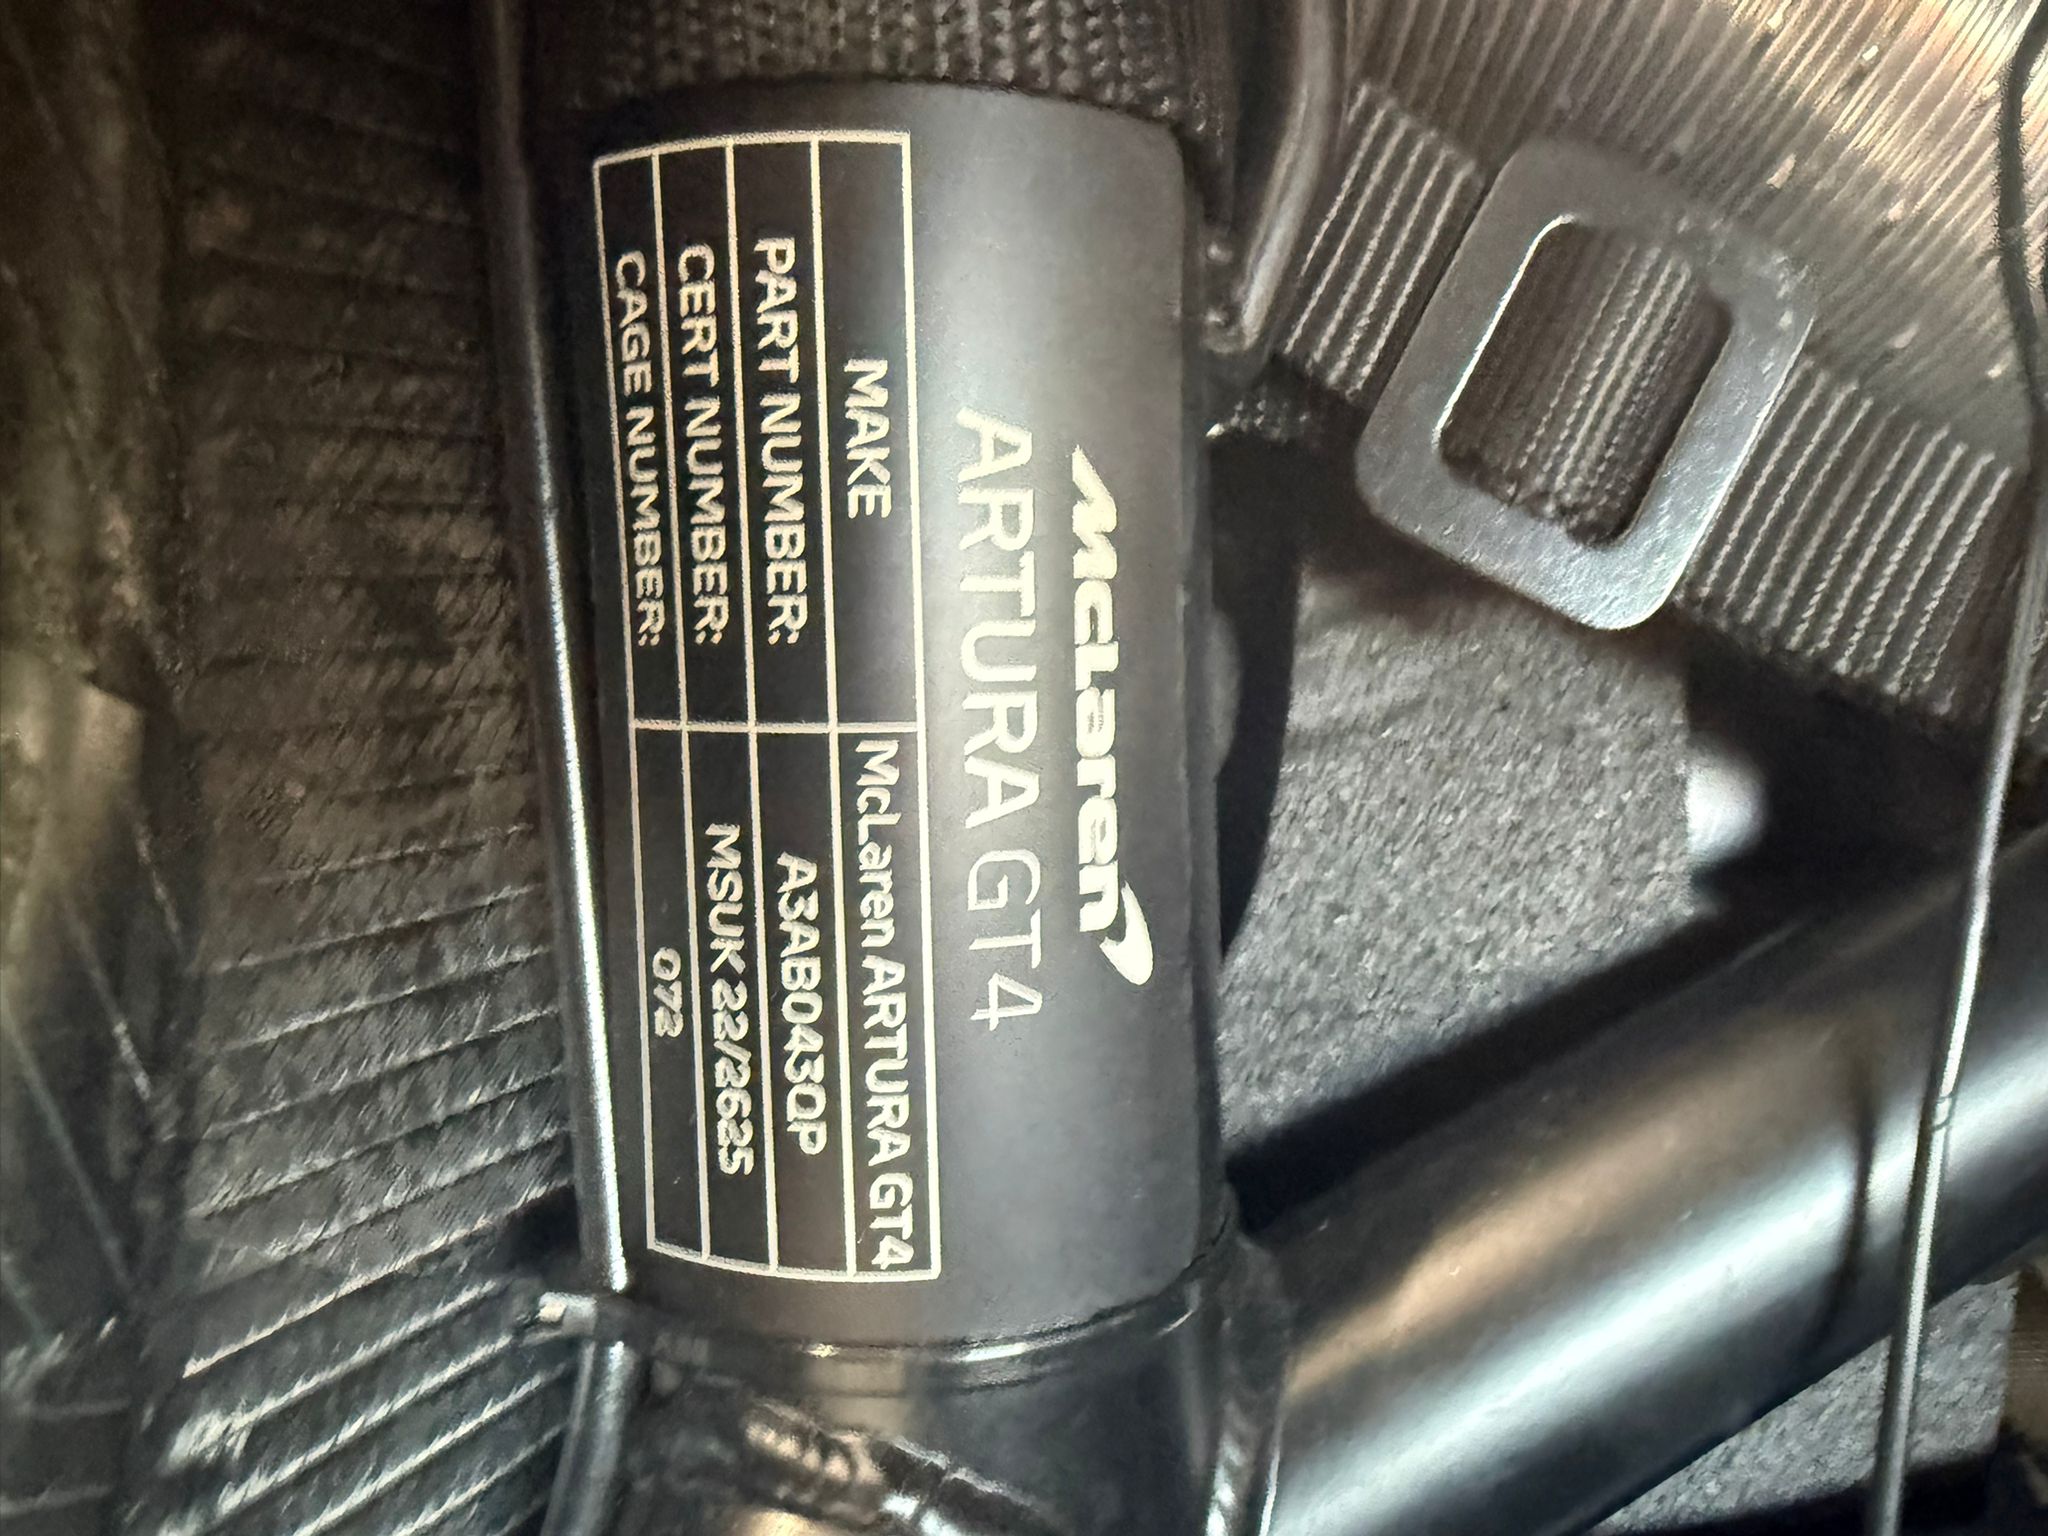 McLaren
ARTURA GT4
MAKE McLaren ARTURA GT4
PART NUMBER: A3AB043QP
CERT NUMBER: MSUK 22/2625
CAGE NUMBER: 072